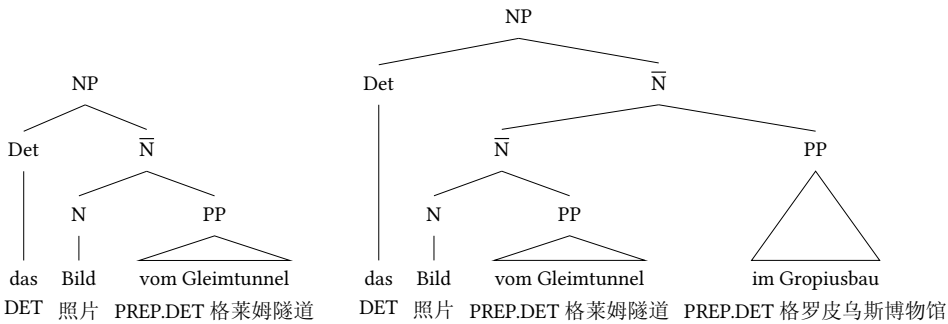 NP
Det N̅
N PP
das Bild vom Gleimtunnel
DET 照片 PREP.DET 格莱姆隧道
NP
Det N̅
N̅ PP
N PP
das Bild vom Gleimtunnel im Gropiusbau
DET 照片 PREP.DET 格莱姆隧道 PREP.DET 格罗皮乌斯博物馆